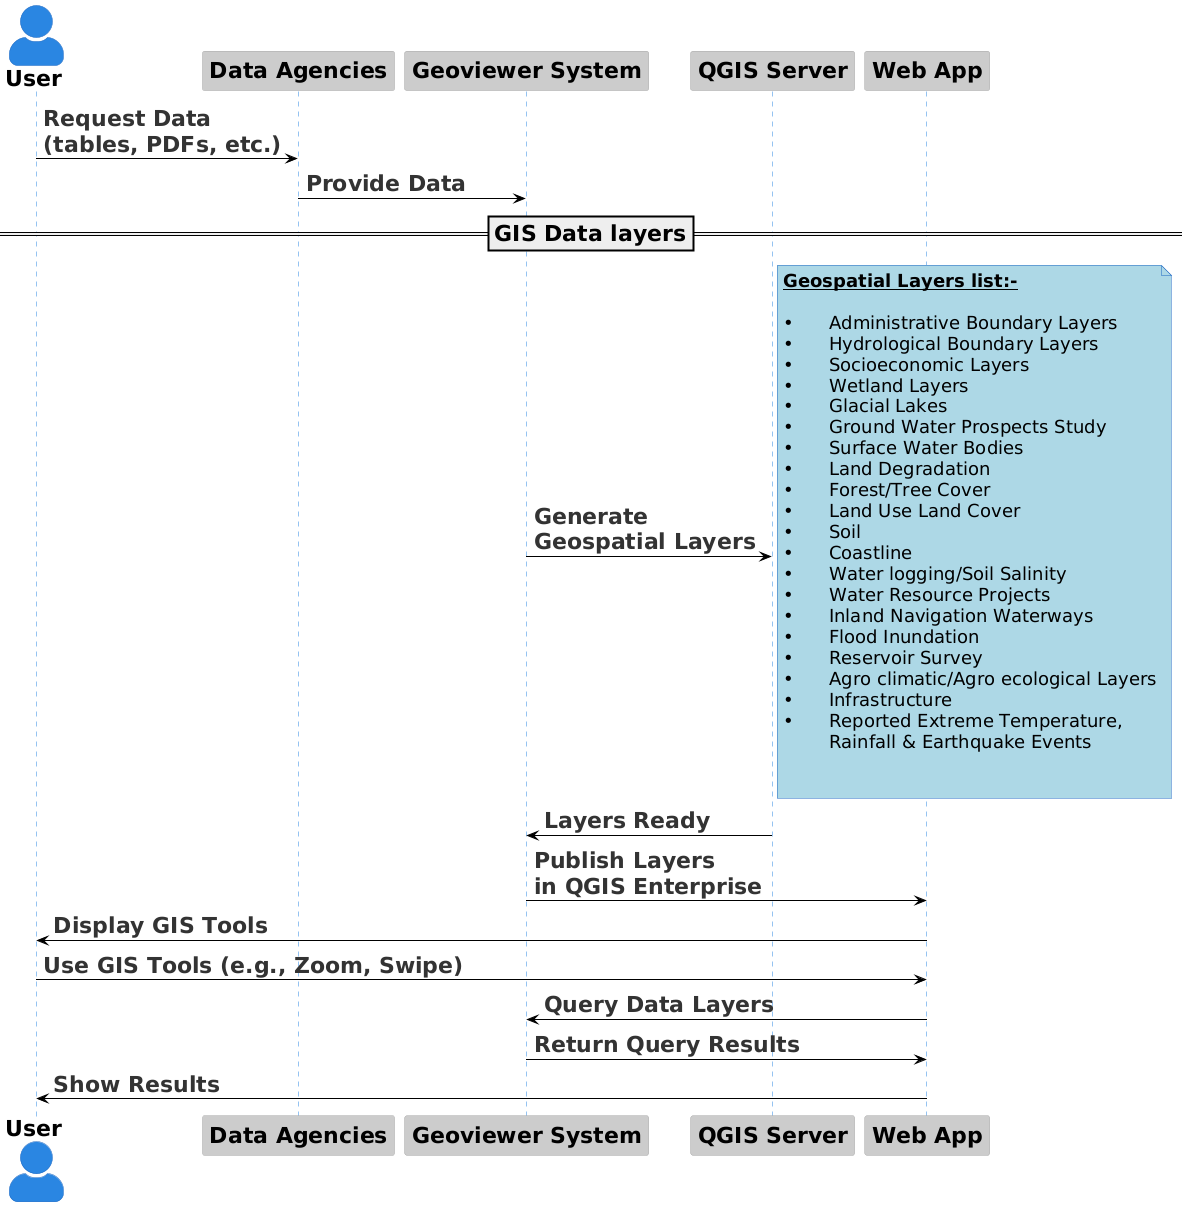 User
Data Agencies
Geoviewer System
QGIS Server
Web App
Request Data
(tables, PDFs, etc.)
Provide Data
GIS Data layers
Geospatial Layers list:-
• Administrative Boundary Layers
• Hydrological Boundary Layers
• Socioeconomic Layers
• Wetland Layers
• Glacial Lakes
• Ground Water Prospects Study
• Surface Water Bodies
• Land Degradation
• Forest/Tree Cover
• Land Use Land Cover
• Soil
• Coastline
• Water logging/Soil Salinity
• Water Resource Projects
• Inland Navigation Waterways
• Flood Inundation
• Reservoir Survey
• Agro climatic/Agro ecological Layers
• Infrastructure
• Reported Extreme Temperature,
Rainfall & Earthquake Events
Generate
Geospatial Layers
Layers Ready
Publish Layers
in QGIS Enterprise
Display GIS Tools
Use GIS Tools (e.g., Zoom, Swipe)
Query Data Layers
Return Query Results
Show Results
User
Data Agencies
Geoviewer System
QGIS Server
Web App